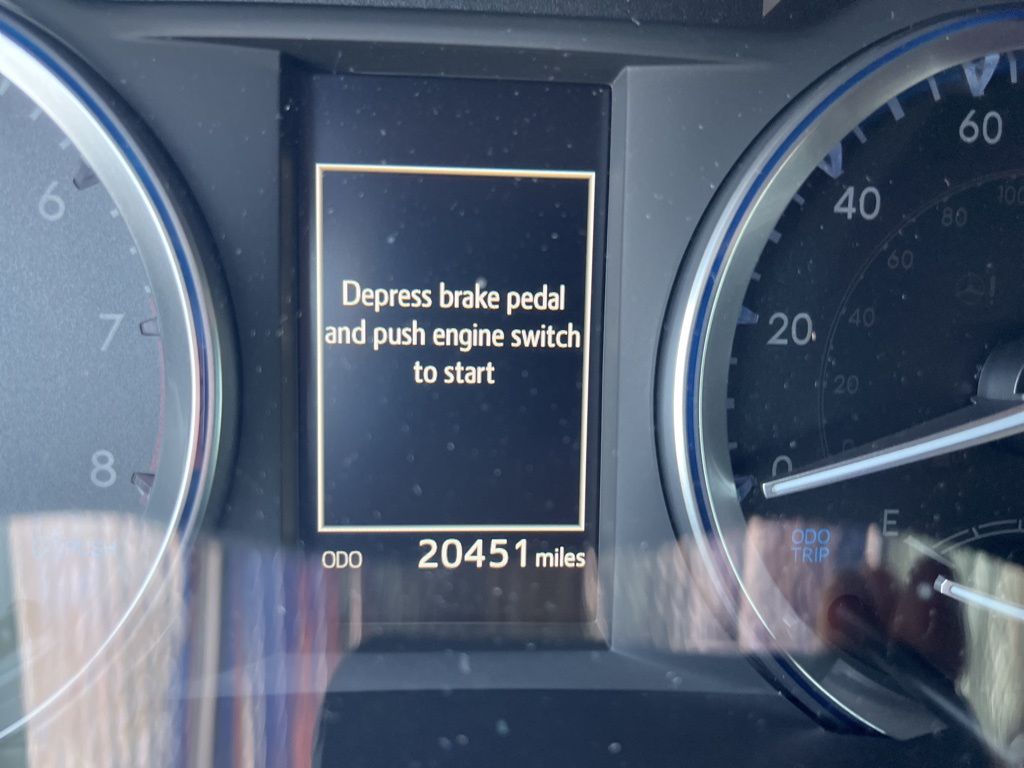 6
7
8
Depress brake pedal
and push engine switch
to start
ODO 20451 miles
60
40
20
0
100
80
60
40
20
0
E
ODO
TRIP